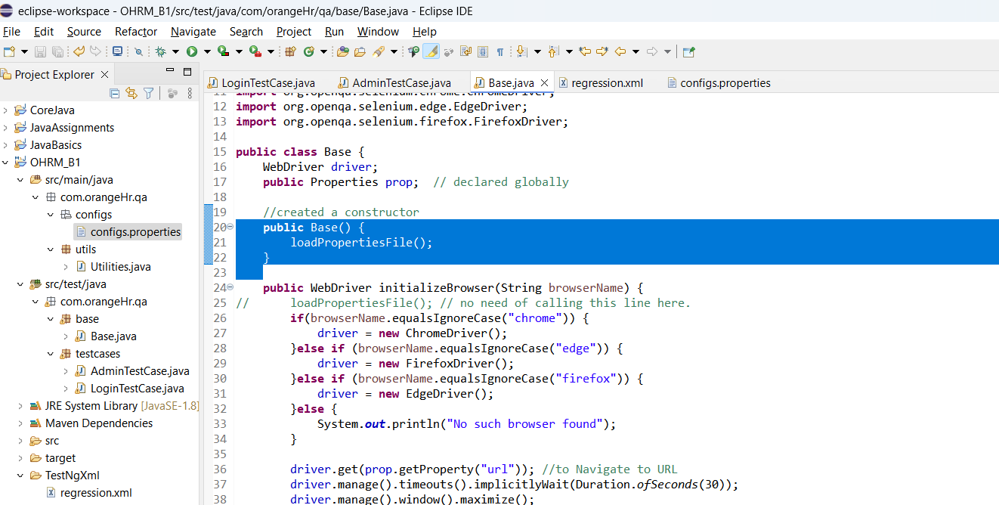 eclipse-workspace - OHRM_B1/src/test/java/com/orangeHr/qa/base/Base.java - Eclipse IDE
File Edit Source Refactor Navigate Search Project Run Window Help
Project Explorer
CoreJava
JavaAssignments
JavaBasics
OHRM_B1
src/main/java
com.orangeHr.qa
configs
configs.properties
utils
Utilities.java
src/test/java
com.orangeHr.qa
base
Base.java
testcases
AdminTestCase.java
LoginTestCase.java
JRE System Library [JavaSE-1.8]
Maven Dependencies
src
target
TestNgXml
regression.xml
LoginTestCase.java AdminTestCase.java Base.java regression.xml configs.properties
11 import org.openqa.selenium.chrome.ChromeDriver;
12 import org.openqa.selenium.edge.EdgeDriver;
13 import org.openqa.selenium.firefox.FirefoxDriver;
14
15 public class Base {
16 WebDriver driver;
17 public Properties prop; // declared globally
18
19 //created a constructor
20 public Base() {
21 loadPropertiesFile();
22 }
23
24 public WebDriver initializeBrowser(String browserName) {
25 // loadPropertiesFile(); // no need of calling this line here.
26 if(browserName.equalsIgnoreCase("chrome")) {
27 driver = new ChromeDriver();
28 }else if (browserName.equalsIgnoreCase("edge")) {
29 driver = new FirefoxDriver();
30 }else if (browserName.equalsIgnoreCase("firefox")) {
31 driver = new EdgeDriver();
32 }else {
33 System.out.println("No such browser found");
34 }
35
36 driver.get(prop.getProperty("url")); //to Navigate to URL
37 driver.manage().timeouts().implicitlyWait(Duration.ofSeconds(30));
38 driver.manage().window().maximize();